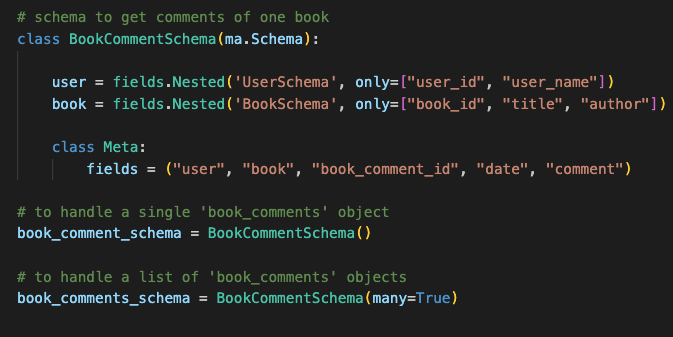 # schema to get comments of one book
class BookCommentSchema(ma.Schema):
user = fields.Nested('UserSchema', only=["user_id", "user_name"])
book = fields.Nested('BookSchema', only=["book_id", "title", "author"])
class Meta:
fields = ("user", "book", "book_comment_id", "date", "comment")
# to handle a single 'book_comments' object
book_comment_schema = BookCommentSchema()
# to handle a list of 'book_comments' objects
book_comments_schema = BookCommentSchema(many=True)